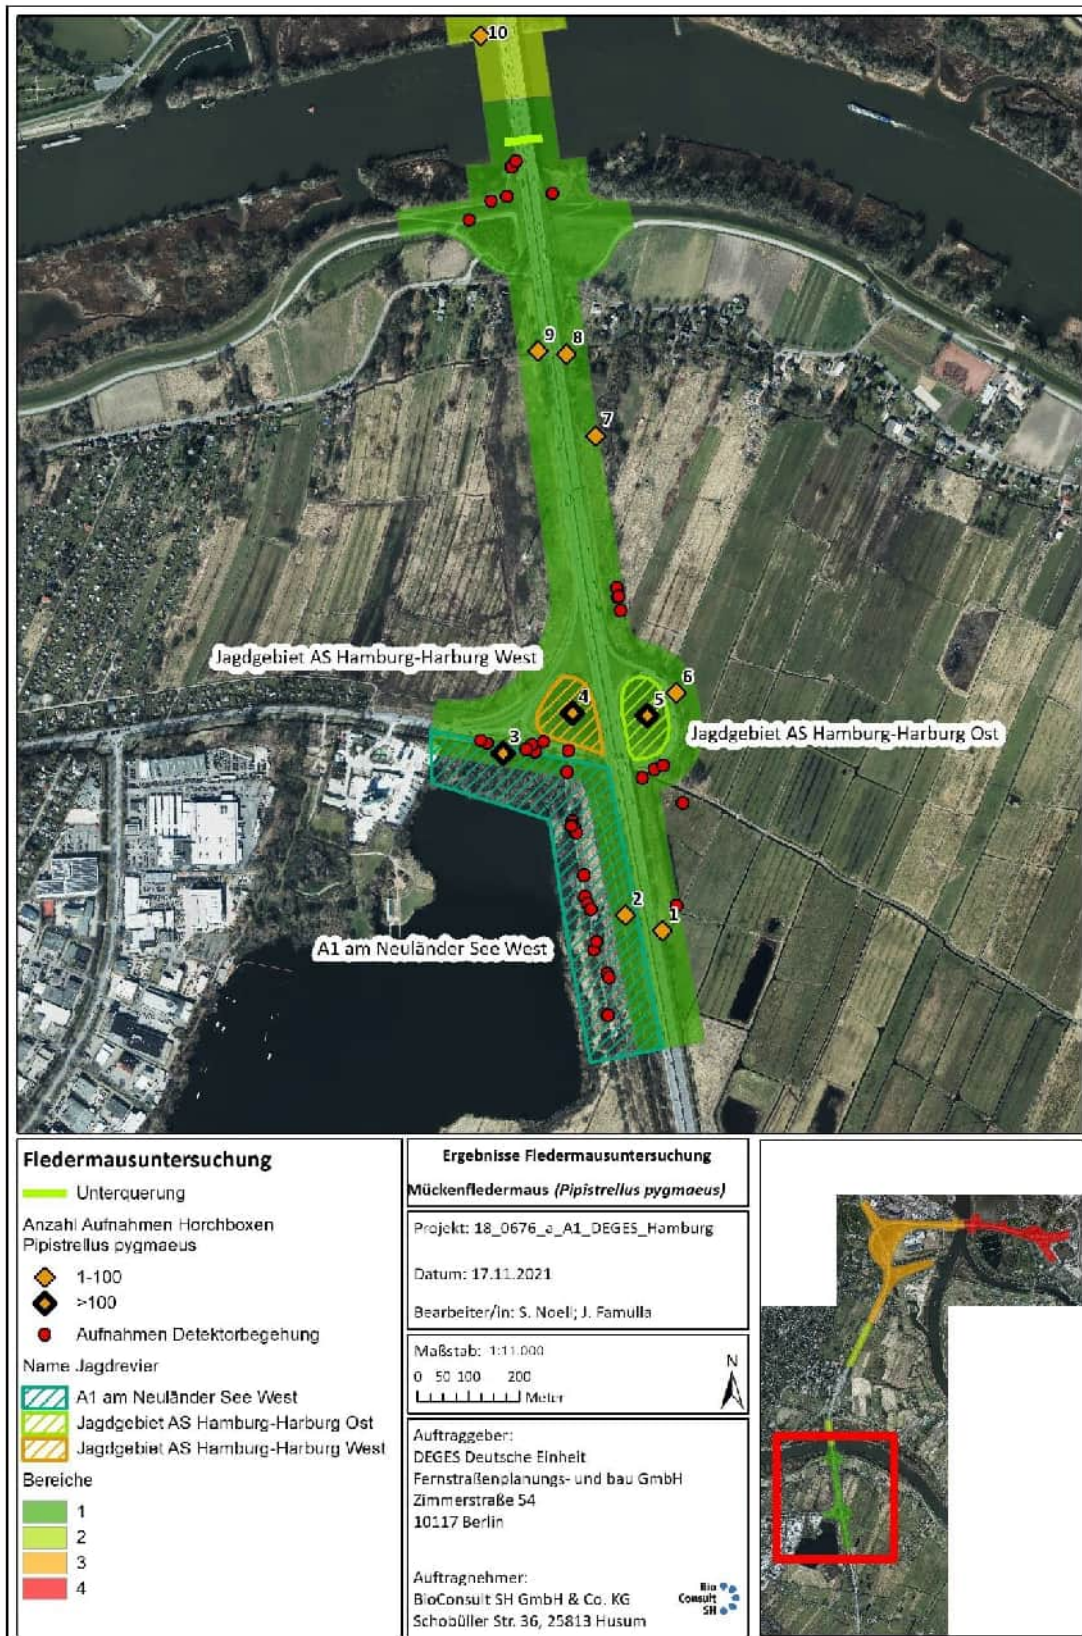 10
9
8
7
Jagdgebiet AS Hamburg-Harburg West
6
4
5
Jagdgebiet AS Hamburg-Harburg Ost
3
2
1
A1 am Neuländer See West
Fledermausuntersuchung
Unterquerung
Anzahl Aufnahmen Horchboxen
Pipistrellus pygmaeus
1-100
>100
Aufnahmen Detektorbegehung
Name Jagdrevier
A1 am Neuländer See West
Jagdgebiet AS Hamburg-Harburg Ost
Jagdgebiet AS Hamburg-Harburg West
Bereiche
1
2
3
4
Ergebnisse Fledermausuntersuchung
Mückenfledermaus (Pipistrellus pygmaeus)
Projekt: 18_0676_a_A1_DEGES_Hamburg
Datum: 17.11.2021
Bearbeiter/in: S. Noell; J. Famulla
Maßstab: 1:11.000
0 50 100 200
Meter
N
Auftraggeber:
DEGES Deutsche Einheit
Fernstraßenplanungs- und bau GmbH
Zimmerstraße 54
10117 Berlin
Auftragnehmer:
BioConsult SH GmbH & Co. KG
Schobüller Str. 36, 25813 Husum
Bio
Consult
SH